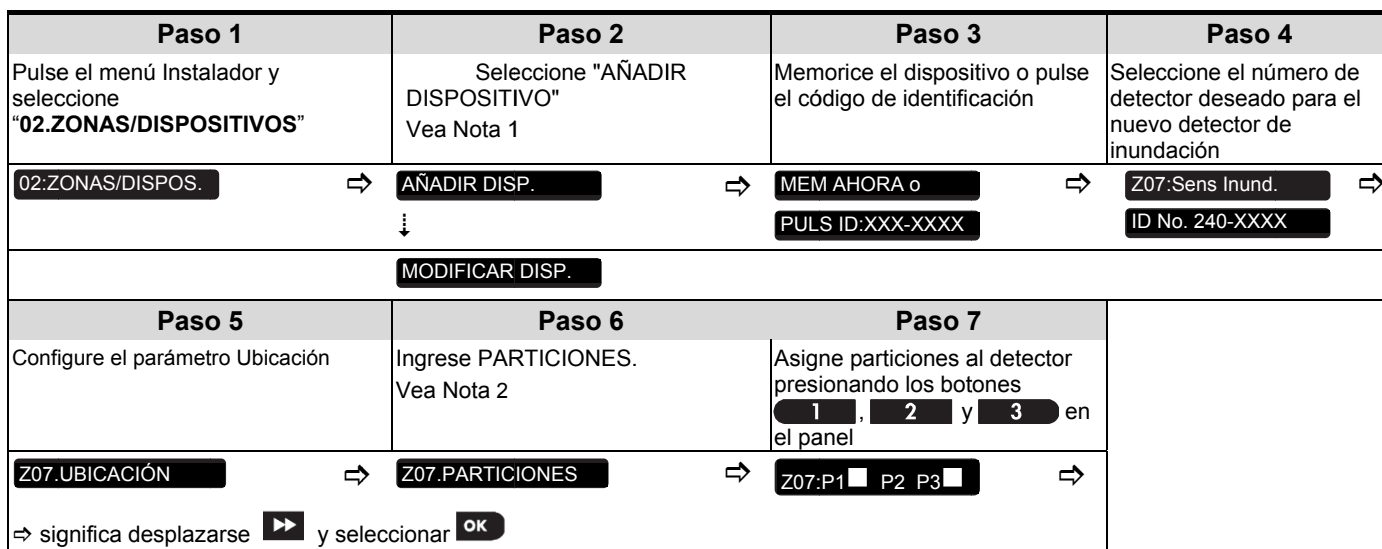 Paso 1
Paso 2
Paso 3
Paso 4
Pulse el menú Instalador y
seleccione
“02.ZONAS/DISPOSITIVOS”
Seleccione "AÑADIR
DISPOSITIVO"
Vea Nota 1
Memorice el dispositivo o pulse
el código de identificación
Seleccione el número de
detector deseado para el
nuevo detector de
inundación
02:ZONAS/DISPOS. ⇨
AÑADIR DISP. ⇨
MEM AHORA o ⇨
PULS ID:XXX-XXXX
Z07:Sens Inund. ⇨
ID No. 240-XXXX
MODIFICAR DISP.
Paso 5
Paso 6
Paso 7
Configure el parámetro Ubicación
Ingrese PARTICIONES.
Vea Nota 2
Asigne particiones al detector
presionando los botones
1 , 2 y 3 en
el panel
Z07.UBICACIÓN ⇨
Z07.PARTICIONES ⇨
Z07:P1■ P2 P3■ ⇨
⇨ significa desplazarse y seleccionar OK